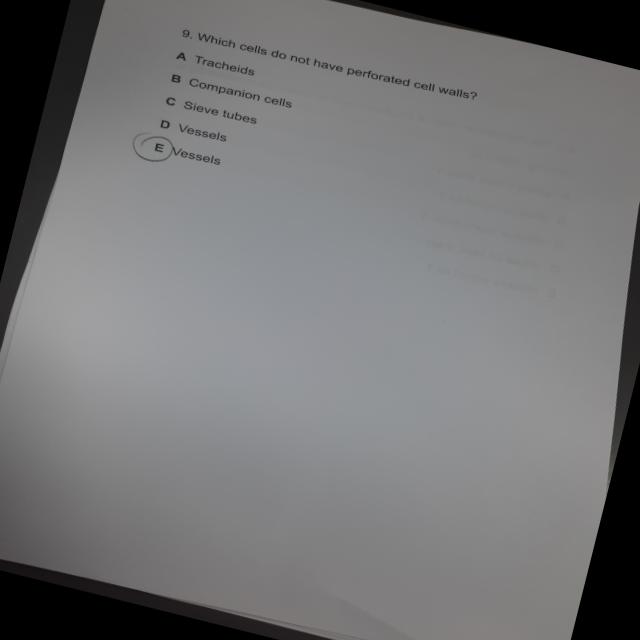 9. Which cells do not have perforated cell walls?
A Tracheids
B Companion cells
C Sieve tubes
D Vessels
E Vessels